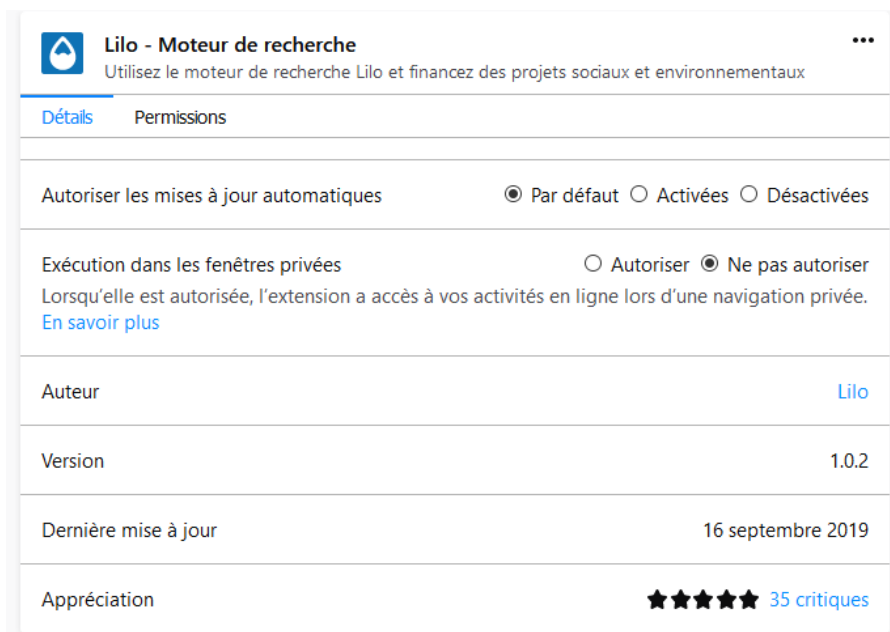 Lilo - Moteur de recherche
Utilisez le moteur de recherche Lilo et financez des projets sociaux et environnementaux
Détails Permissions
Autoriser les mises à jour automatiques Par défaut Activées Désactivées
Exécution dans les fenêtres privées Autoriser Ne pas autoriser
Lorsqu’elle est autorisée, l’extension a accès à vos activités en ligne lors d’une navigation privée.
En savoir plus
Auteur Lilo
Version 1.0.2
Dernière mise à jour 16 septembre 2019
Appréciation 35 critiques